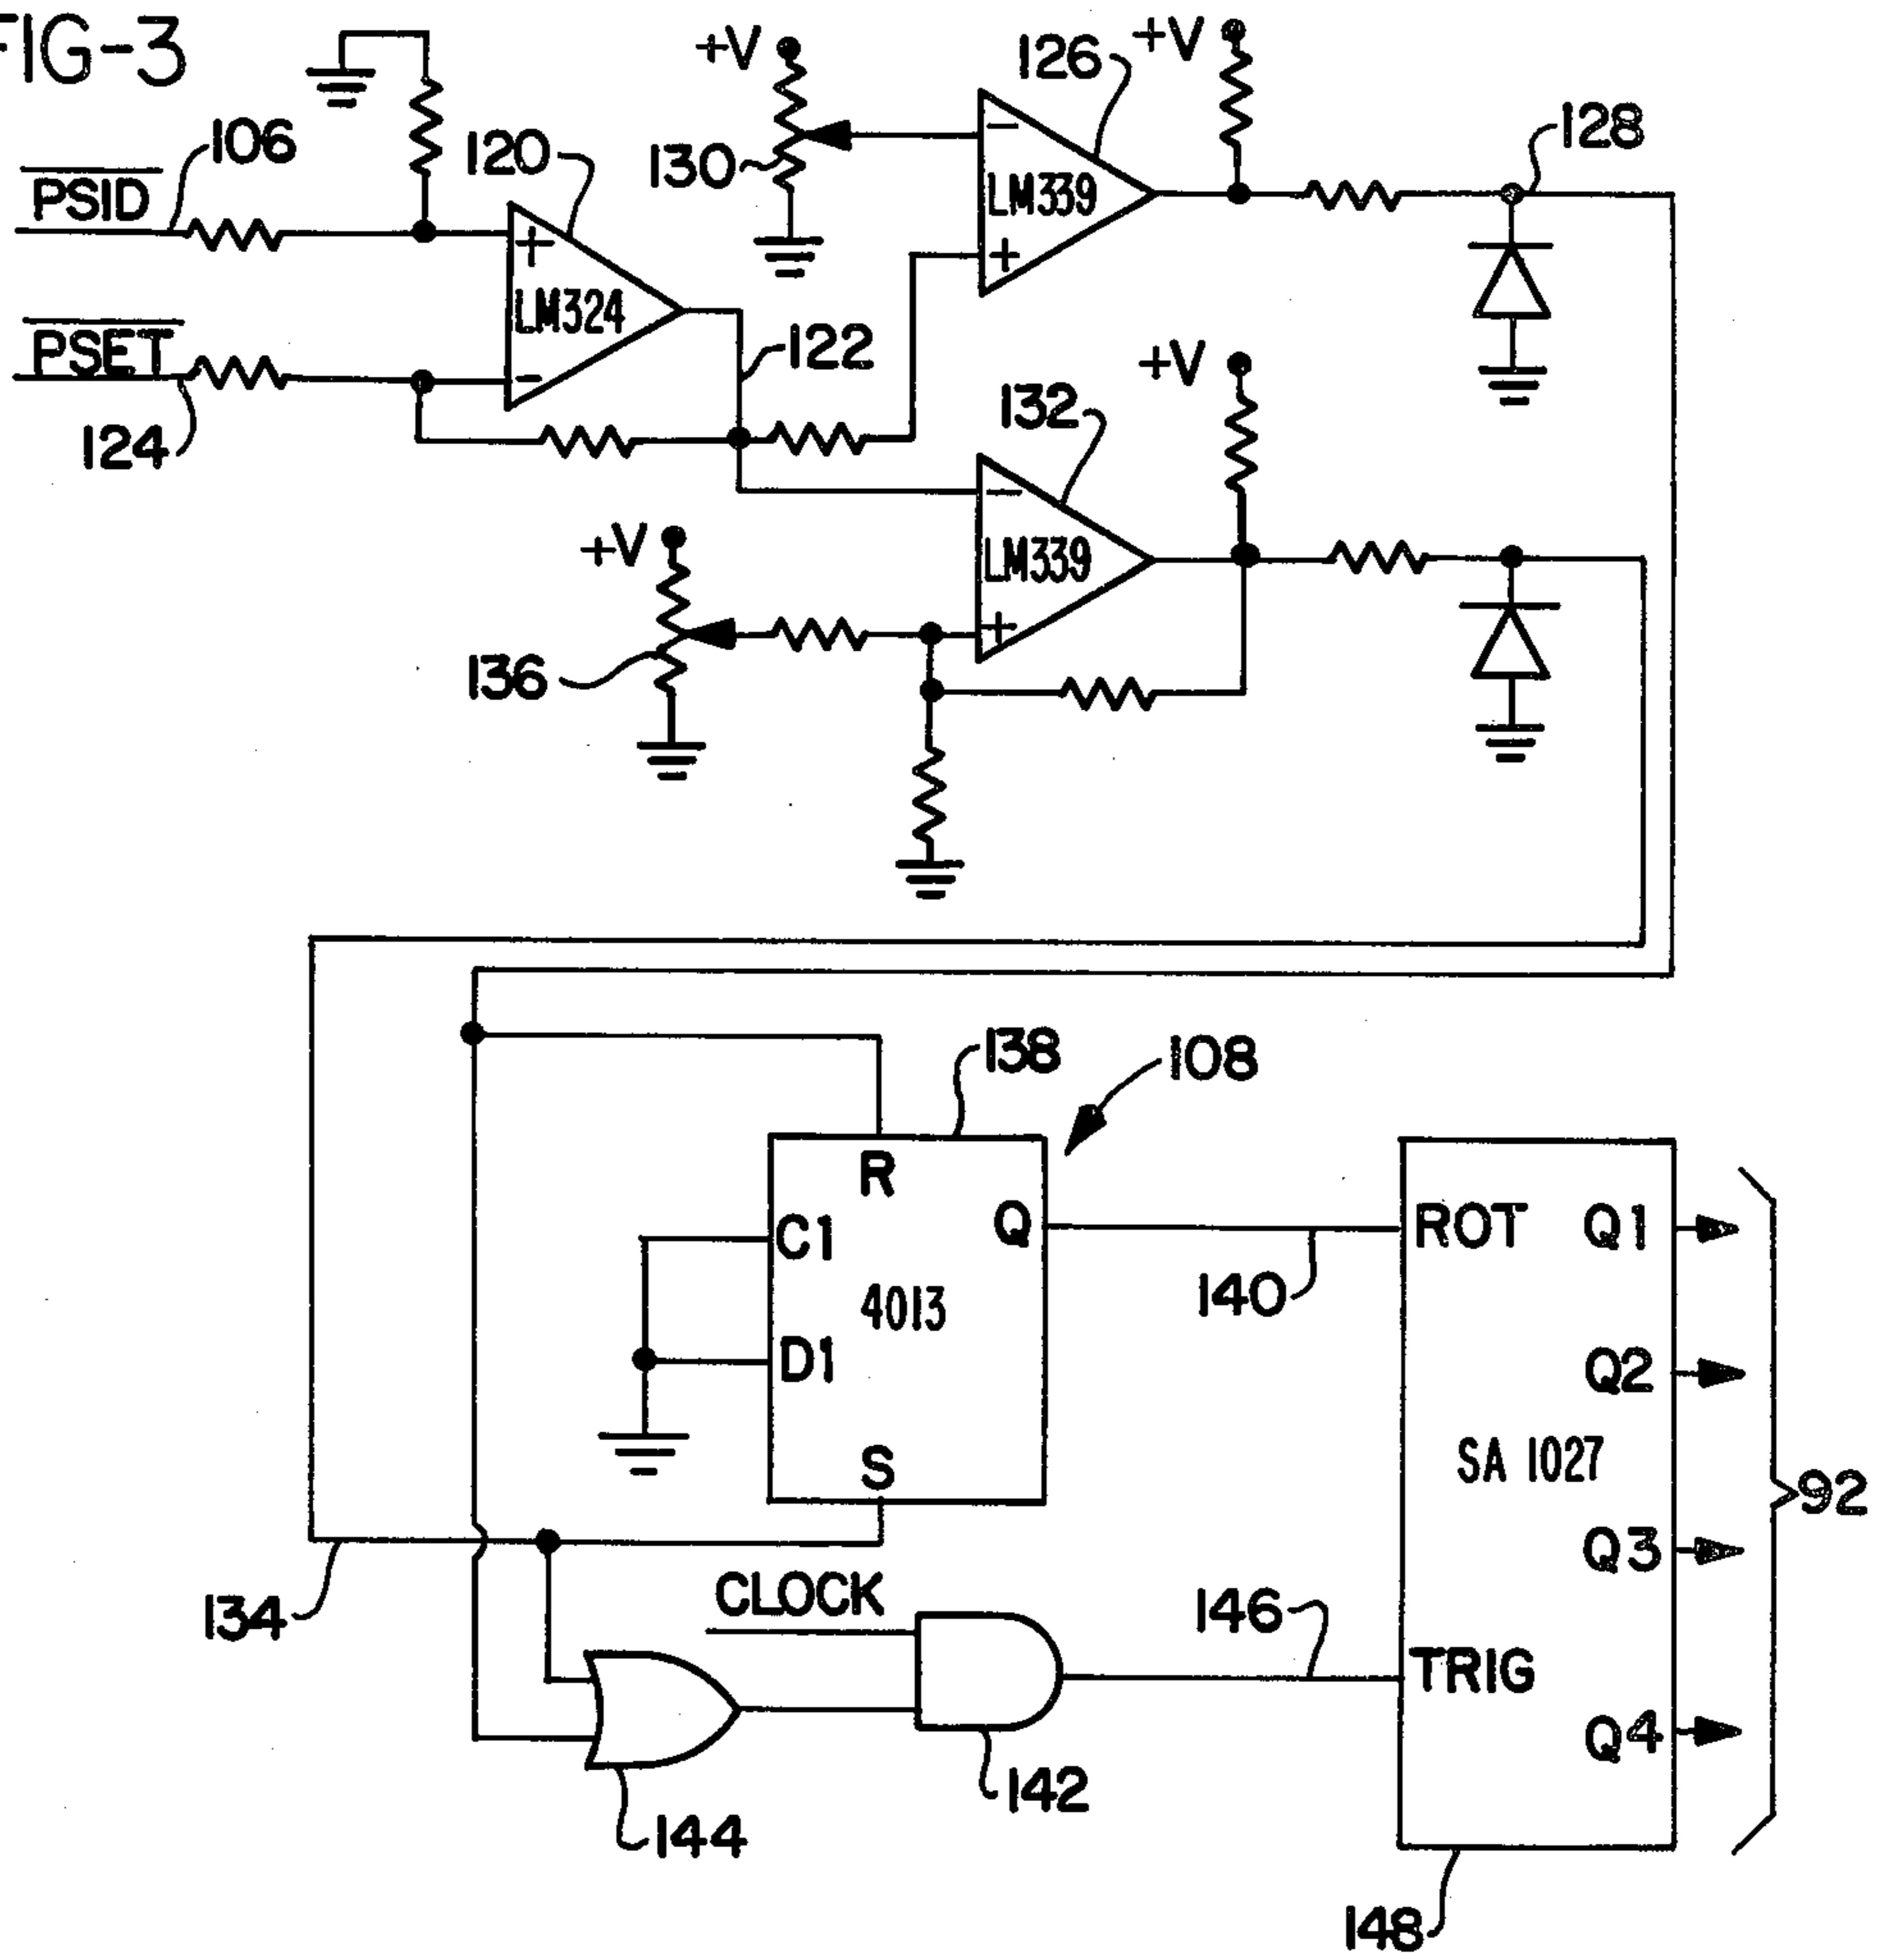 FIG-3
+V
126
+V
128
106
120
130
PSID
LM339
-
+
+
LM324
-
PSET
122
+V
132
124
-
LM339
+
+V
136
138
108
R
C1
Q
ROT
Q1
4013
140
D1
Q2
S
SA 1027
92
Q3
134
CLOCK
146
TRIG
Q4
142
144
148